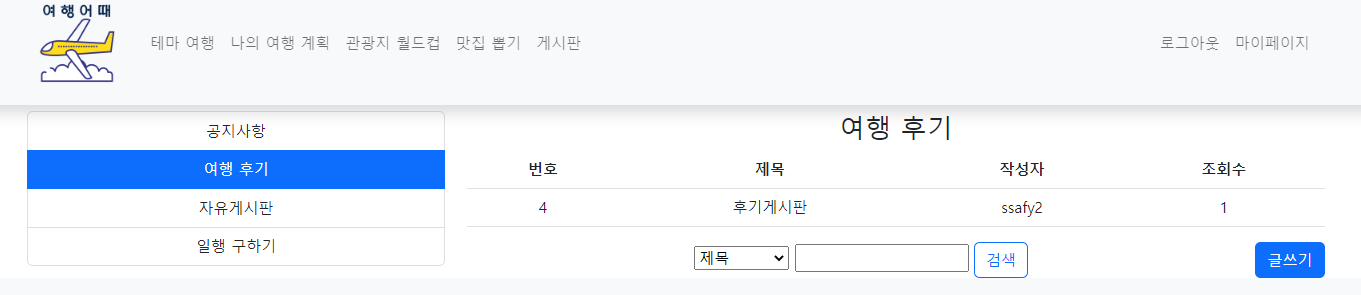 여행어때
테마 여행 나의 여행 계획 관광지 월드컵 맛집 뽑기 게시판 로그아웃 마이페이지
공지사항
여행 후기
자유게시판
일행 구하기
여행 후기
번호 제목 작성자 조회수
4 후기게시판 ssafy2 1
제목 검색 글쓰기